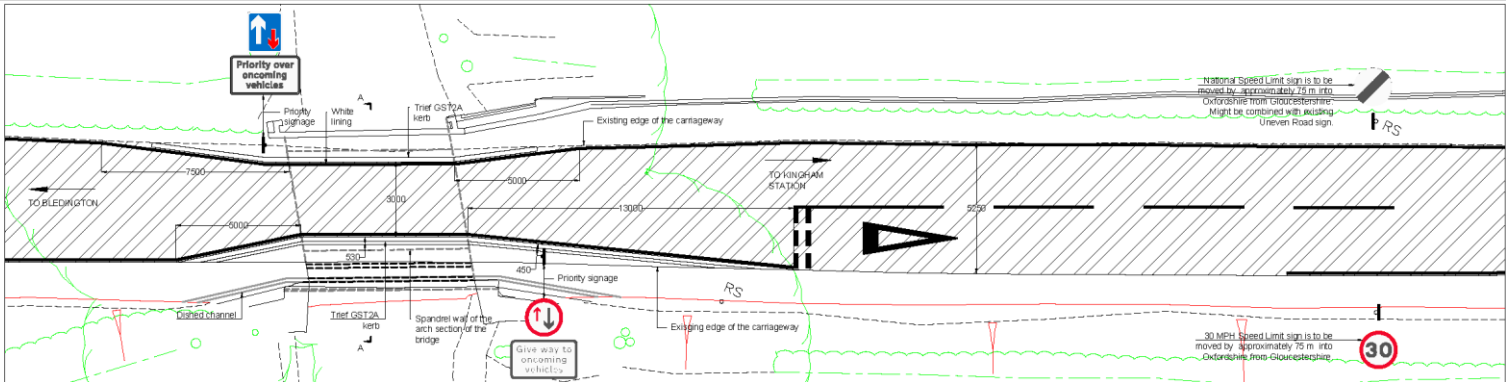 Priority over
oncoming
vehicles
A
Priority
signage
White
lining
Trief GST2A
kerb
Existing edge of the carriageway
National Speed Limit sign is to be
moved by approximately 75 m into
Oxfordshire from Gloucestershire.
Might be combined with existing
Uneven Road sign.
RS
7500
5000
TO BLEDINGTON
3000
TO KINGHAM
STATION
13000
5250
5000
530
450
Priority signage
RS
Dished channel
Trief GST2A
kerb
Spandrel wall of the
arch section of the
bridge
Existing edge of the carriageway
A
Give way to
oncoming
vehicles
30 MPH Speed Limit sign is to be
moved by approximately 75 m into
Oxfordshire from Gloucestershire.
30